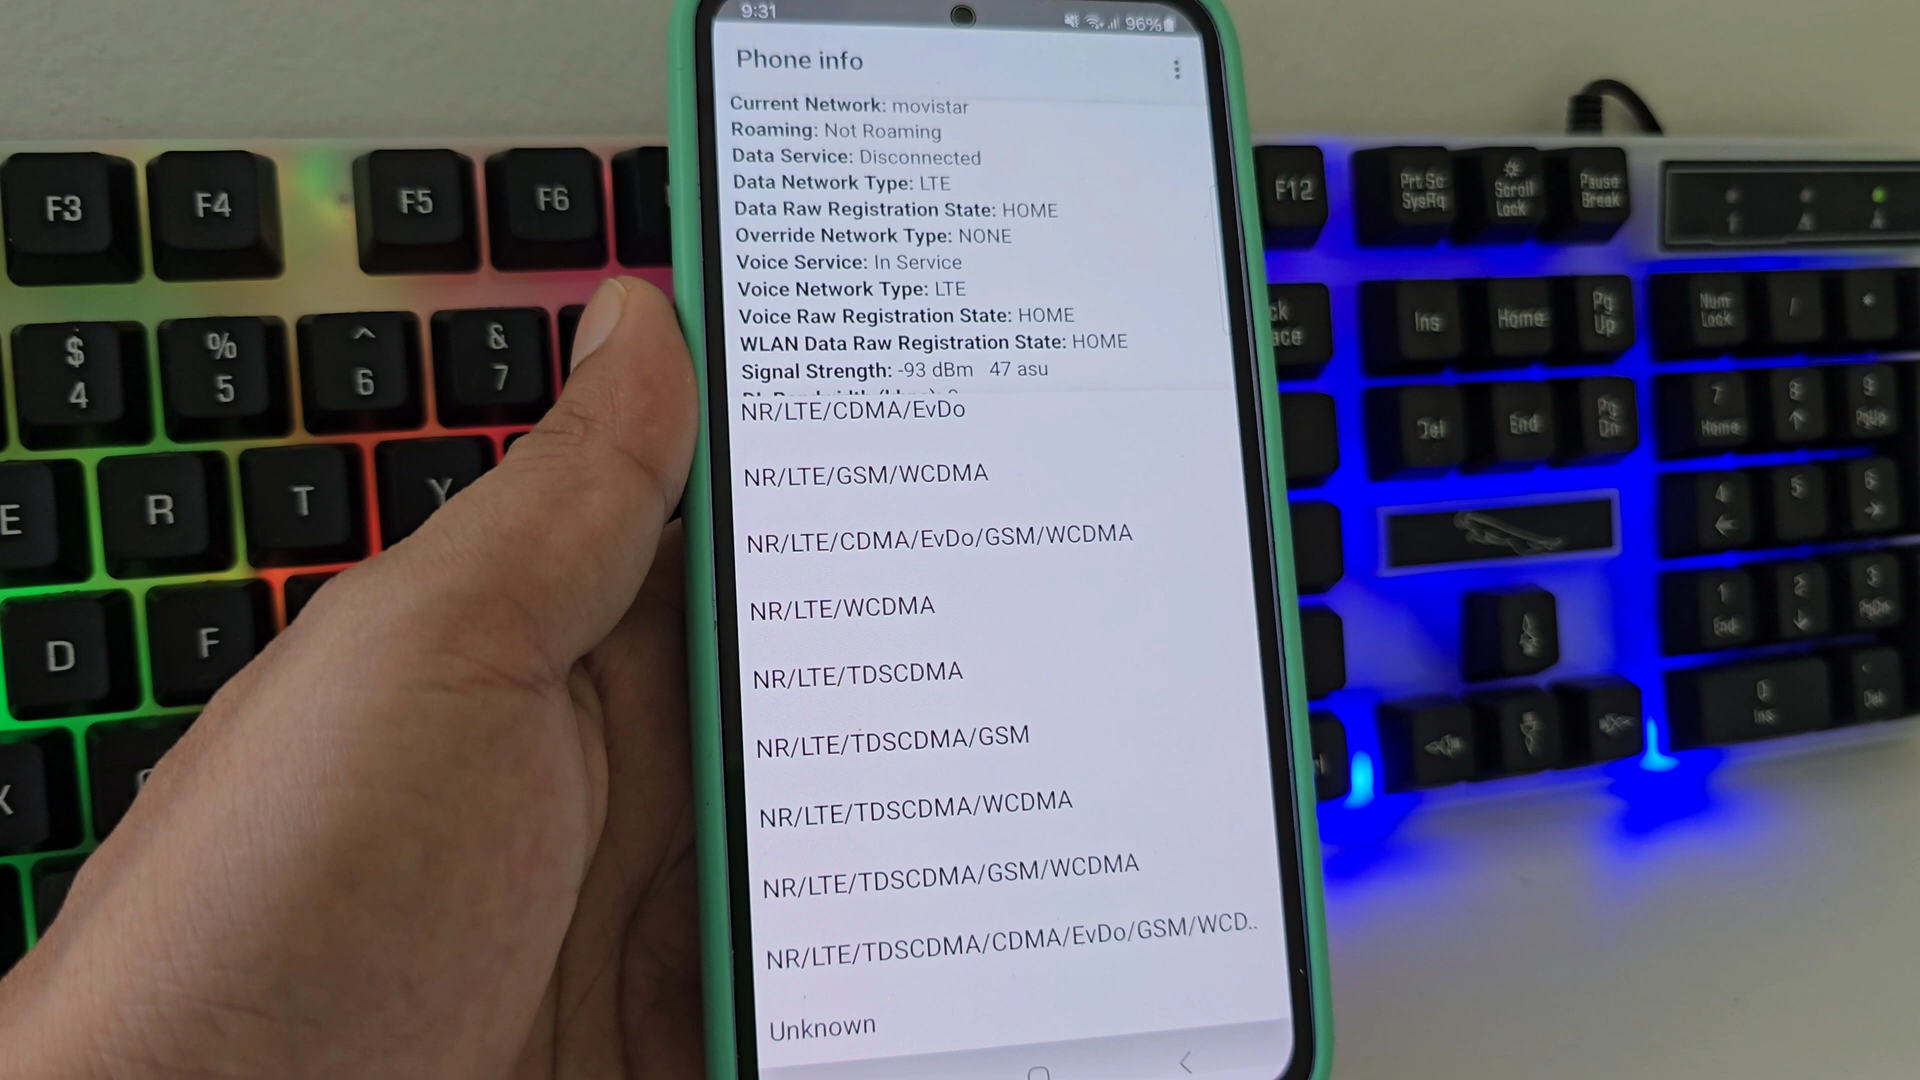 9:31
96%
Phone info
Current Network: movistar
Roaming: Not Roaming
Data Service: Disconnected
Data Network Type: LTE
Data Raw Registration State: HOME
Override Network Type: NONE
Voice Service: In Service
Voice Network Type: LTE
Voice Raw Registration State: HOME
WLAN Data Raw Registration State: HOME
Signal Strength: -93 dBm 47 asu
NR/LTE/CDMA/EvDo
NR/LTE/GSM/WCDMA
NR/LTE/CDMA/EvDo/GSM/WCDMA
NR/LTE/WCDMA
NR/LTE/TDSCDMA
NR/LTE/TDSCDMA/GSM
NR/LTE/TDSCDMA/WCDMA
NR/LTE/TDSCDMA/GSM/WCDMA
NR/LTE/TDSCDMA/CDMA/EvDo/GSM/WCD..
Unknown
F3 F4 F5 F6
$ % ^ &
4 5 6 7
E R T Y
D F
X
F12
Prt Sc Scroll Pause
SysRq Lock Break
Ins Home Pg Up
Del End Pg Dn
Num Lock / *
7 8 9
Home PgUp
4 5 6
1 2 3
End PgDn
0
Ins Del